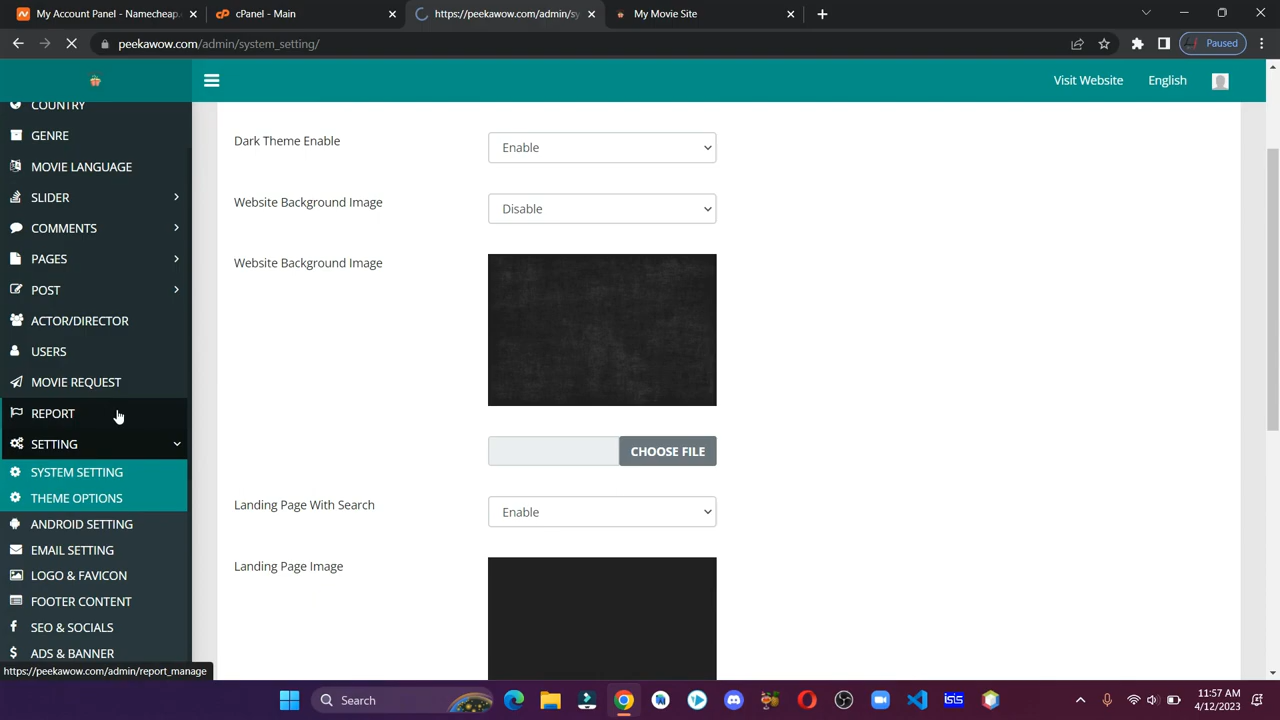 My Account Panel - Namecheap.
cPanel - Main
https://peekawow.com/admin/sy
My Movie Site
peekawow.com/admin/system_setting/
Paused
Visit Website
English
COUNTRY
GENRE
MOVIE LANGUAGE
SLIDER
COMMENTS
PAGES
POST
ACTOR/DIRECTOR
USERS
MOVIE REQUEST
REPORT
SETTING
SYSTEM SETTING
THEME OPTIONS
ANDROID SETTING
EMAIL SETTING
LOGO & FAVICON
FOOTER CONTENT
SEO & SOCIALS
ADS & BANNER
Dark Theme Enable
Enable
Website Background Image
Disable
Website Background Image
CHOOSE FILE
Landing Page With Search
Enable
Landing Page Image
https://peekawow.com/admin/report_manage
Search
11:57 AM
4/12/2023